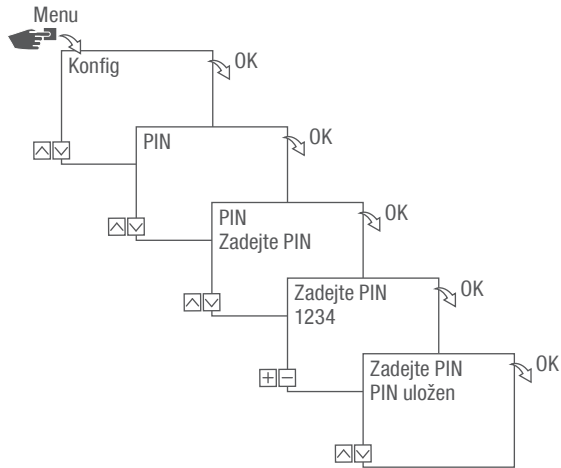 Menu
Konfig
OK
PIN
OK
PIN
Zadejte PIN
OK
Zadejte PIN
1234
OK
Zadejte PIN
PIN uložen
OK